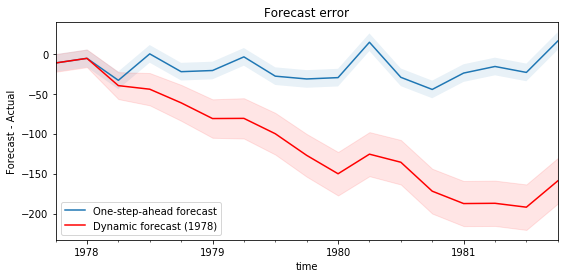 Forecast error
Forecast - Actual
0
−50
−100
−150
−200
One-step-ahead forecast
Dynamic forecast (1978)
1978 1979 1980 1981
time